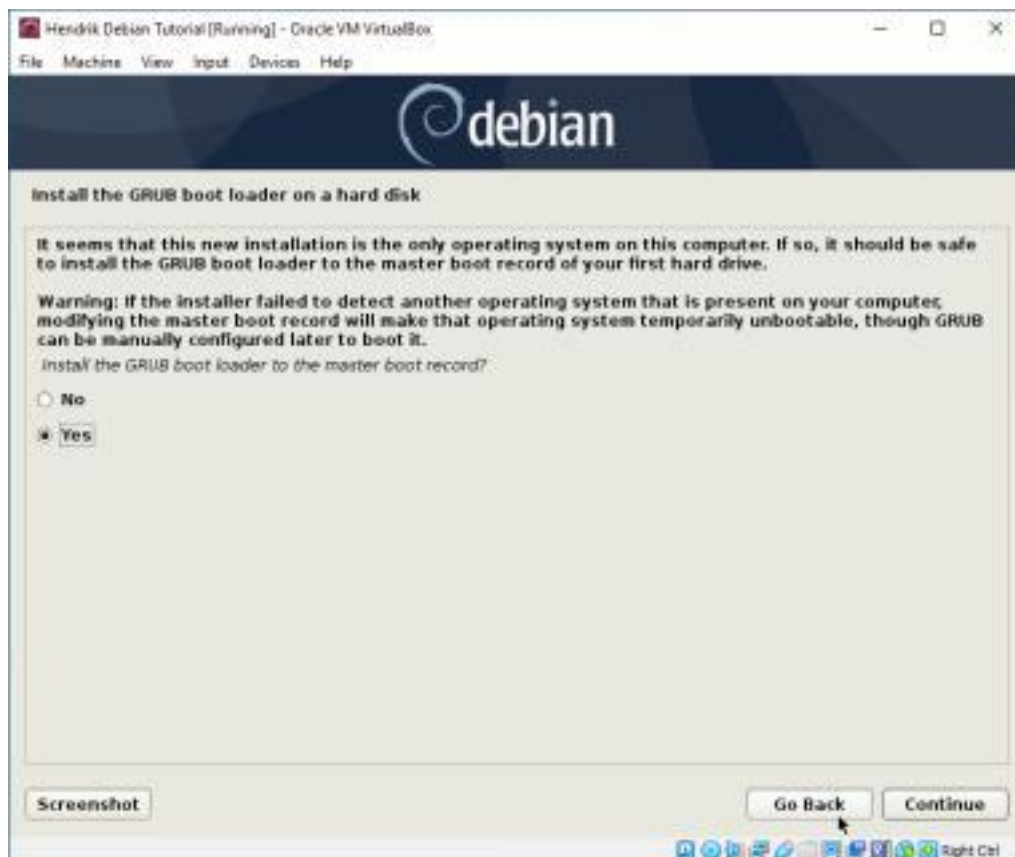 Hendrik Debian Tutorial [Running] - Oracle VM VirtualBox
File Machine View Input Devices Help
debian
Install the GRUB boot loader on a hard disk
It seems that this new installation is the only operating system on this computer. If so, it should be safe
to install the GRUB boot loader to the master boot record of your first hard drive.
Warning: If the installer failed to detect another operating system that is present on your computer,
modifying the master boot record will make that operating system temporarily unbootable, though GRUB
can be manually configured later to boot it.
Install the GRUB boot loader to the master boot record?
No
Yes
Screenshot
Go Back
Continue
Right Ctrl